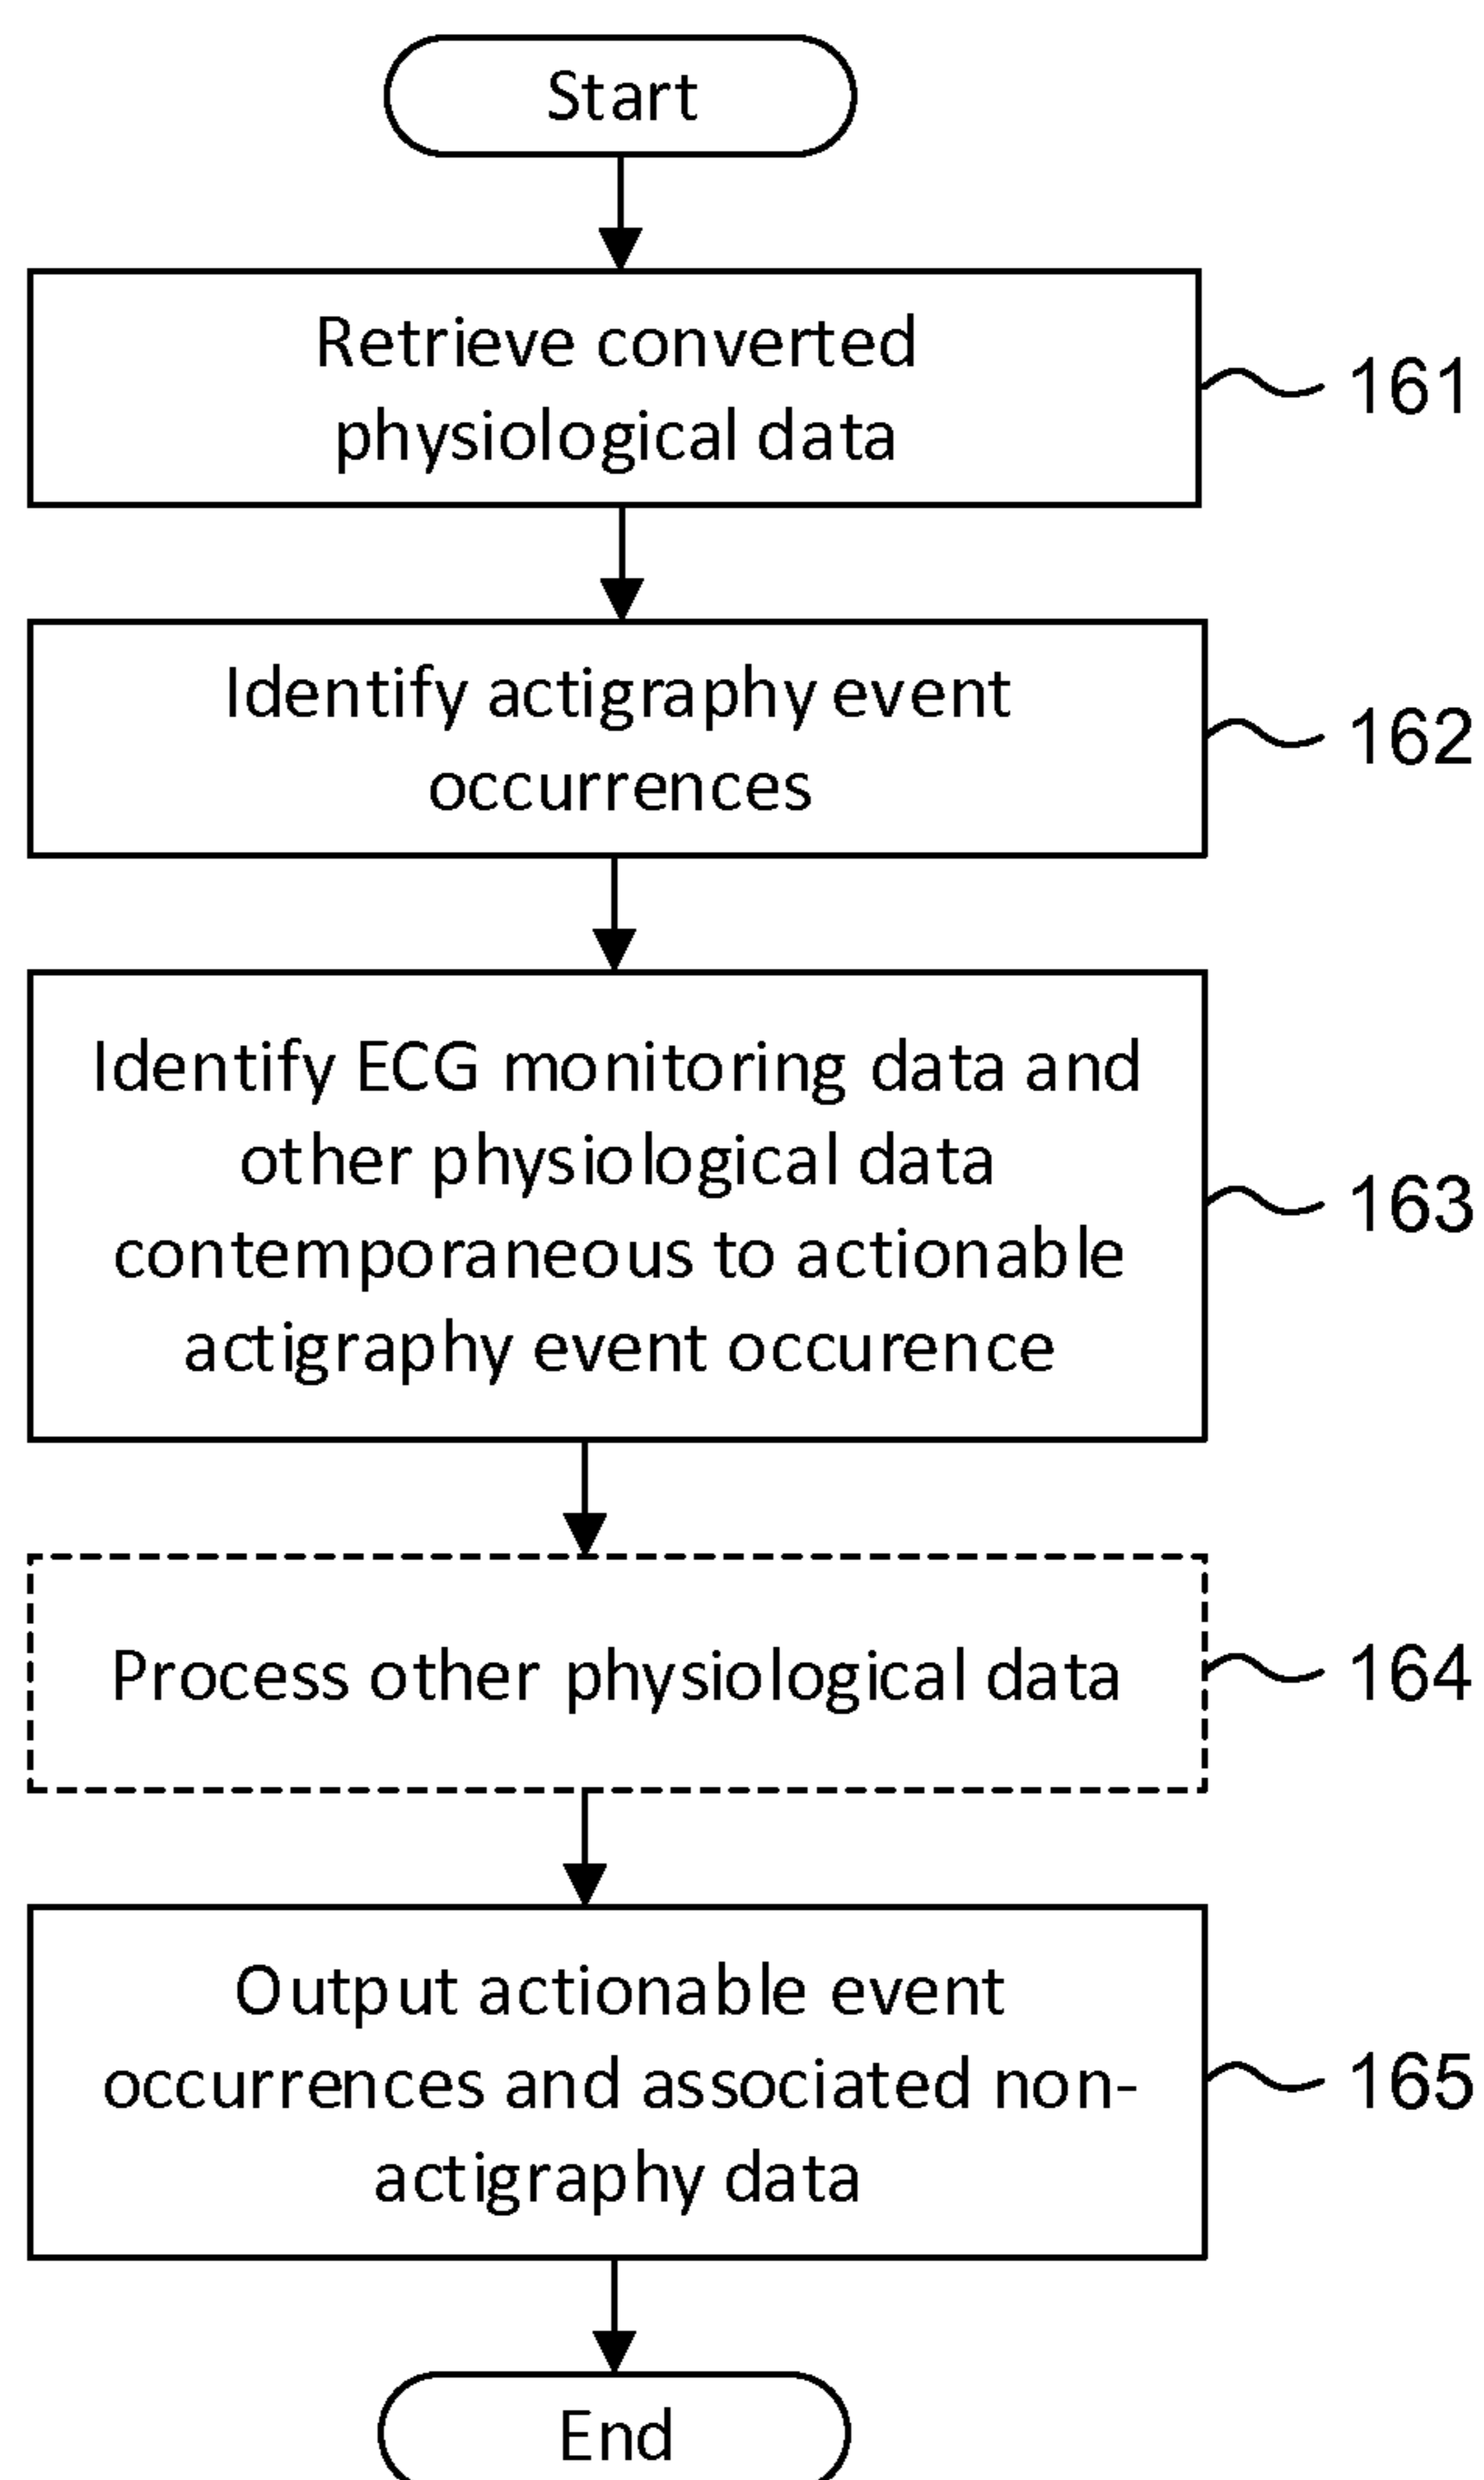 Start
Retrieve converted
physiological data
161
Identify actigraphy event
occurrences
162
Identify ECG monitoring data and
other physiological data
contemporaneous to actionable
actigraphy event occurence
163
Process other physiological data
164
Output actionable event
occurrences and associated non-
actigraphy data
165
End